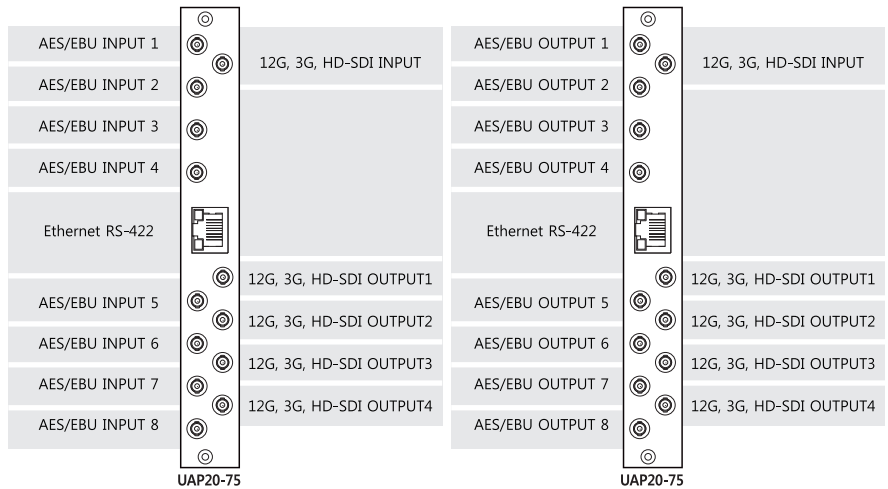 AES/EBU INPUT 1
AES/EBU INPUT 2
AES/EBU INPUT 3
AES/EBU INPUT 4
Ethernet RS-422
AES/EBU INPUT 5
AES/EBU INPUT 6
AES/EBU INPUT 7
AES/EBU INPUT 8
12G, 3G, HD-SDI INPUT
12G, 3G, HD-SDI OUTPUT1
12G, 3G, HD-SDI OUTPUT2
12G, 3G, HD-SDI OUTPUT3
12G, 3G, HD-SDI OUTPUT4
UAP20-75
AES/EBU OUTPUT 1
AES/EBU OUTPUT 2
AES/EBU OUTPUT 3
AES/EBU OUTPUT 4
Ethernet RS-422
AES/EBU OUTPUT 5
AES/EBU OUTPUT 6
AES/EBU OUTPUT 7
AES/EBU OUTPUT 8
12G, 3G, HD-SDI INPUT
12G, 3G, HD-SDI OUTPUT1
12G, 3G, HD-SDI OUTPUT2
12G, 3G, HD-SDI OUTPUT3
12G, 3G, HD-SDI OUTPUT4
UAP20-75